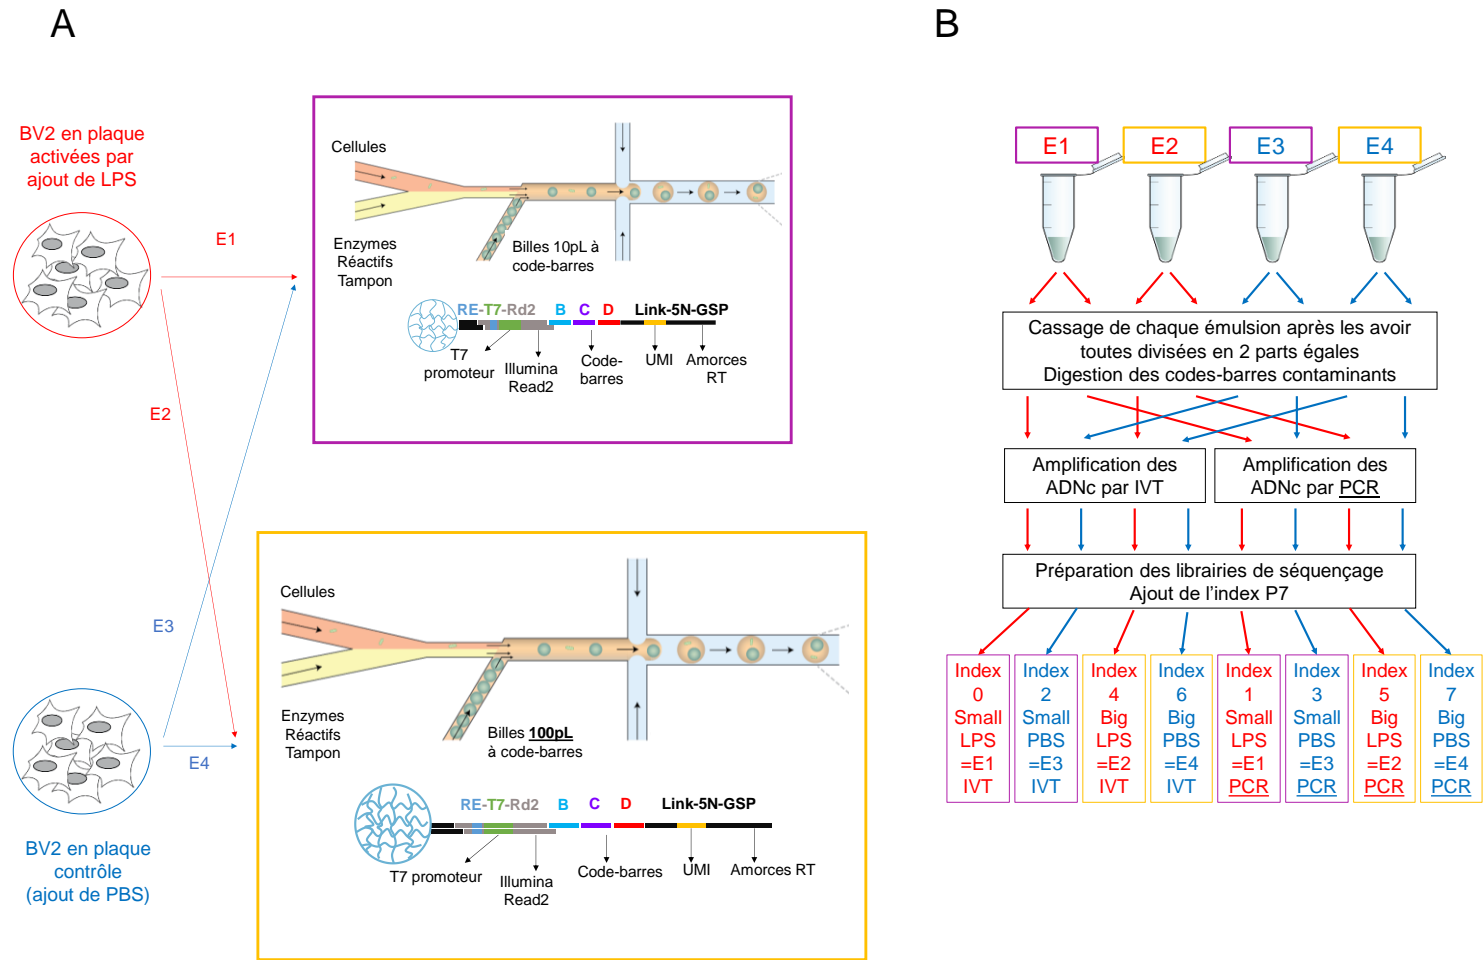 A
BV2 en plaque
activées par
ajout de LPS
E1
E2
E3
E4
BV2 en plaque
contrôle
(ajout de PBS)
Cellules
Enzymes
Réactifs
Tampon
Billes 10pL à
code-barres
RE-T7-Rd2 B C D Link-5N-GSP
T7
promoteur
Illumina
Read2
Code-
barres
UMI
Amorces
RT
Cellules
Enzymes
Réactifs
Tampon
Billes 100pL
à code-barres
RE-T7-Rd2 B C D Link-5N-GSP
T7 promoteur
Illumina
Read2
Code-barres
UMI
Amorces RT
B
E1 E2 E3 E4
Cassage de chaque émulsion après les avoir
toutes divisées en 2 parts égales
Digestion des codes-barres contaminants
Amplification des
ADNc par IVT
Amplification des
ADNc par PCR
Préparation des librairies de séquençage
Ajout de l'index P7
Index
0
Small
LPS
=E1
IVT
Index
2
Small
PBS
=E3
IVT
Index
4
Big
LPS
=E2
IVT
Index
6
Big
PBS
=E4
IVT
Index
1
Small
LPS
=E1
PCR
Index
3
Small
PBS
=E3
PCR
Index
5
Big
LPS
=E2
PCR
Index
7
Big
PBS
=E4
PCR